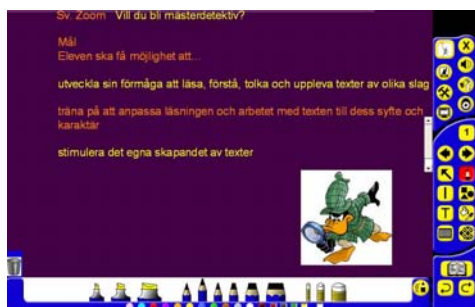 Sv. Zoom Vill du bli mästerdetektiv?
Mål
Eleven ska få möjlighet att...
utveckla sin förmåga att läsa, förstå, tolka och uppleva texter av olika slag
träna på att anpassa läsningen och arbetet med texten till dess syfte och
karaktär
stimulera det egna skapandet av texter
1
T